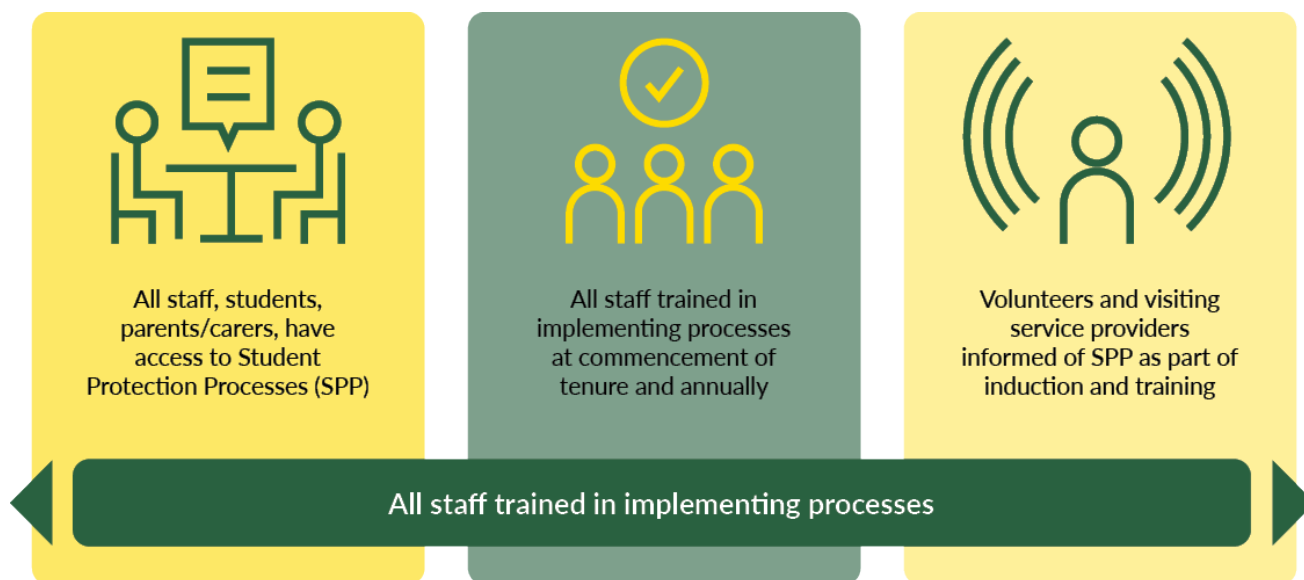 All staff, students,
parents/carers, have
access to Student
Protection Processes (SPP)
All staff trained in
implementing processes
at commencement of
tenure and annually
Volunteers and visiting
service providers
informed of SPP as part of
induction and training
All staff trained in implementing processes